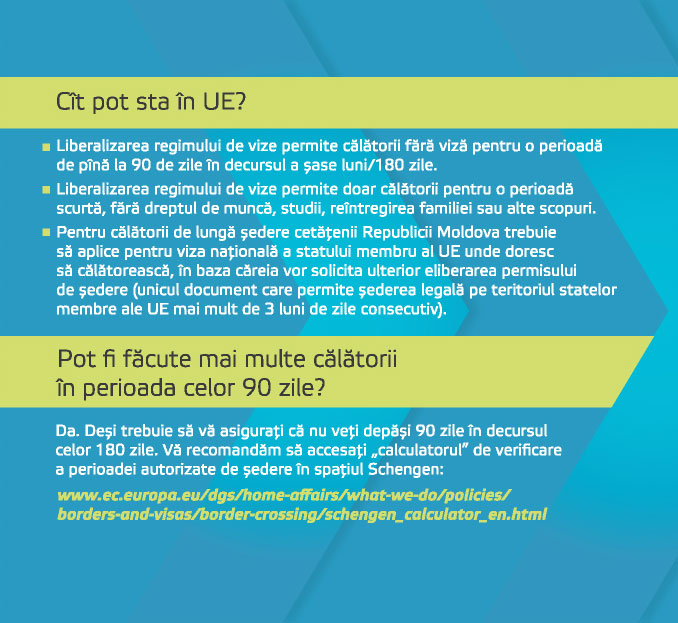 Cît pot sta în UE?
Liberalizarea regimului de vize permite călătorii fără viză pentru o perioadă
de pînă la 90 de zile în decursul a șase luni/180 zile.
Liberalizarea regimului de vize permite doar călătorii pentru o perioadă
scurtă, fără dreptul de muncă, studii, reîntregirea familiei sau alte scopuri.
Pentru călătorii de lungă ședere cetățenii Republicii Moldova trebuie
să aplice pentru viza națională a statului membru al UE unde doresc
să călătorească, în baza căreia vor solicita ulterior eliberarea permisului
de ședere (unicul document care permite șederea legală pe teritoriul statelor
membre ale UE mai mult de 3 luni de zile consecutiv).
Pot fi făcute mai multe călătorii
în perioada celor 90 zile?
Da. Deși trebuie să vă asigurați că nu veți depăși 90 zile în decursul
celor 180 zile. Vă recomandăm să accesați „calculatorul” de verificare
a perioadei autorizate de ședere în spațiul Schengen:
www.ec.europa.eu/dgs/home-affairs/what-we-do/policies/
borders-and-visas/border-crossing/schengen_calculator_en.html